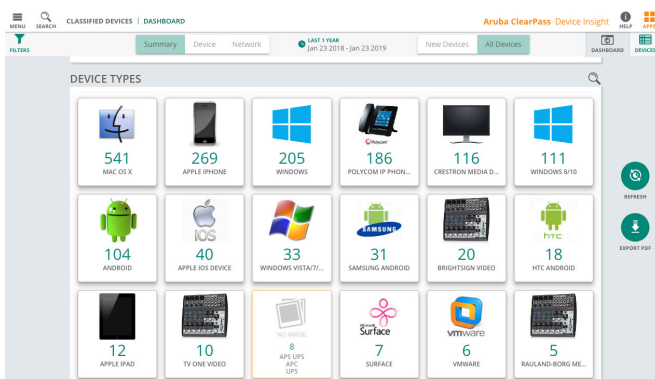 MENU
SEARCH
CLASSIFIED DEVICES | DASHBOARD
Aruba ClearPass Device Insight
HELP
APPS
FILTERS
Summary
Device
Network
LAST 1 YEAR
Jan 23 2018 - Jan 23 2019
New Devices
All Devices
DASHBOARD
DEVICES
DEVICE TYPES
541
MAC OS X
269
APPLE IPHONE
205
WINDOWS
Polycom
186
POLYCOM IP PHON...
116
CRESTRON MEDIA D...
111
WINDOWS 8/10
REFRESH
104
ANDROID
iOS
40
APPLE IOS DEVICE
33
WINDOWS VISTA/7/...
SAMSUNG
31
SAMSUNG ANDROID
20
BRIGHTSIGN VIDEO
hTC
18
HTC ANDROID
EXPORT PDF
12
APPLE IPAD
10
TV ONE VIDEO
NO IMAGE
8
APS UPS
APC
UPS
Microsoft
Surface
7
SURFACE
vmware
6
VMWARE
5
RAULAND-BORG ME...